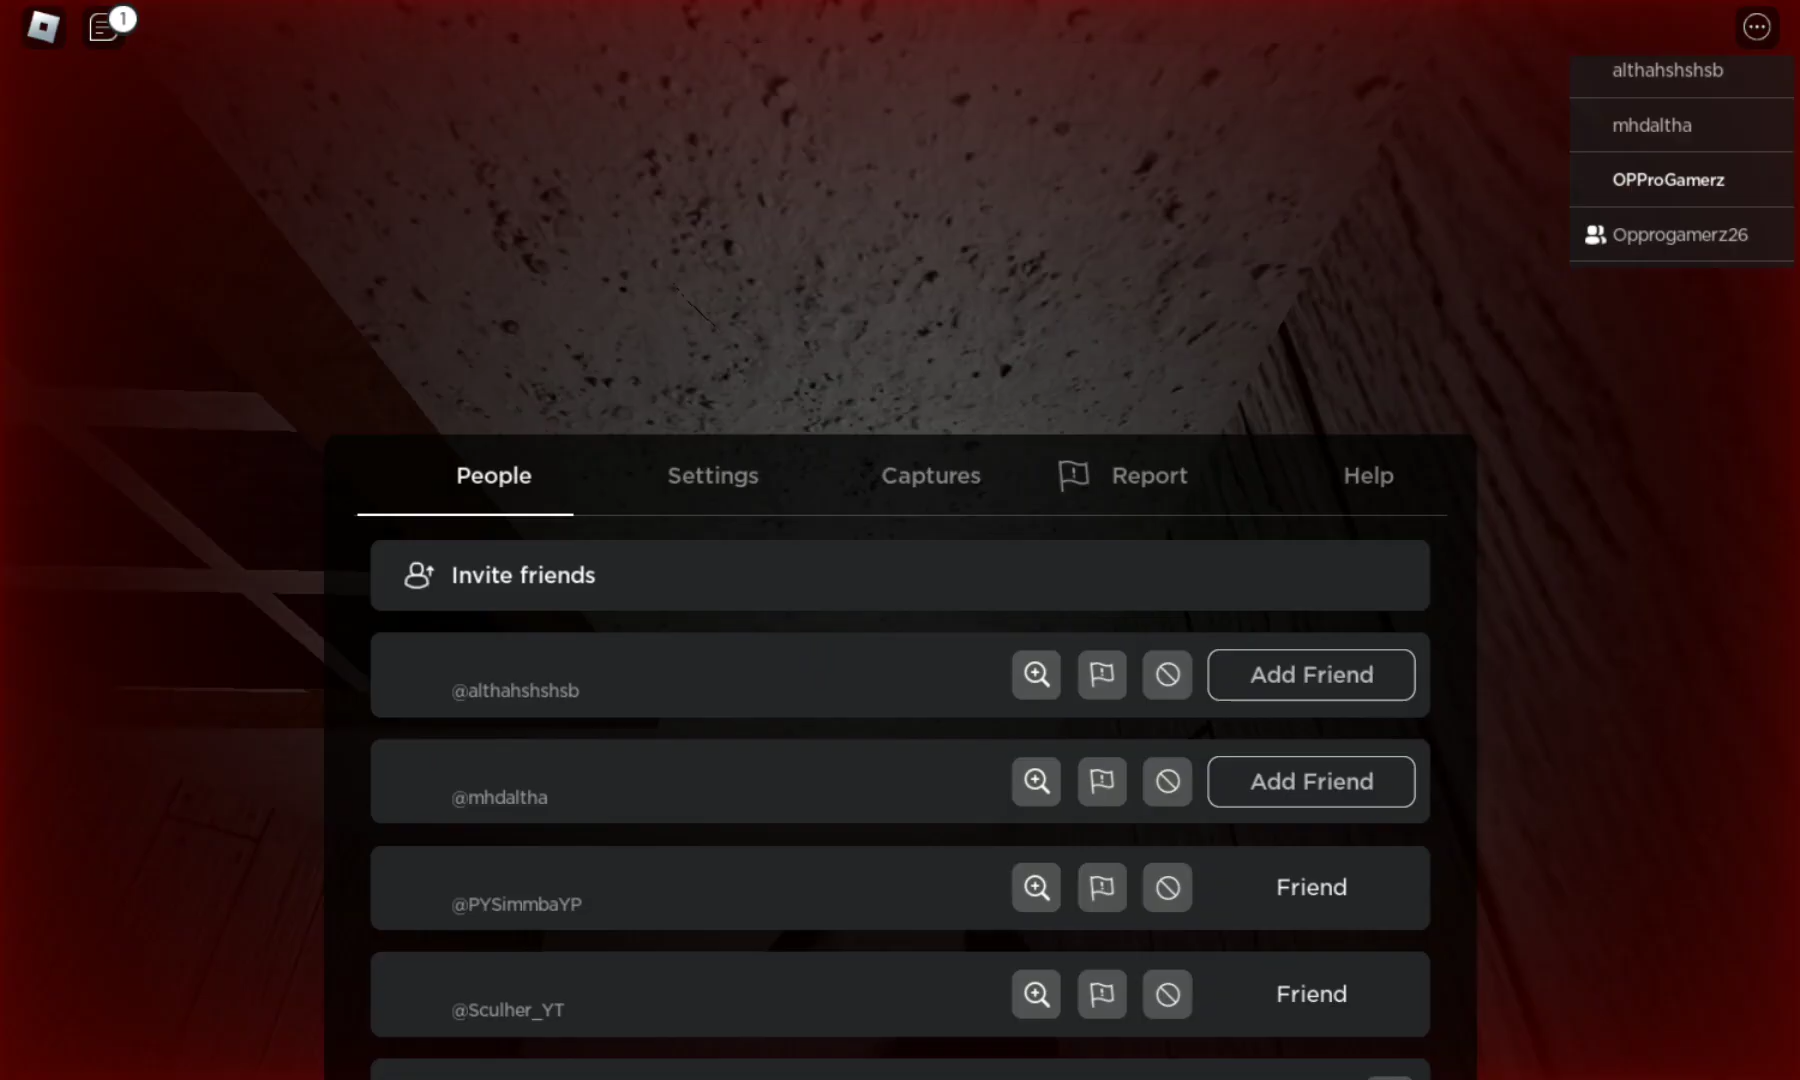 1
althahshshsb
mhdaltha
OPProGamerz
Opprogamerz26
People
Settings
Captures
Report
Help
Invite friends
@althahshshsb
Add Friend
@mhdaltha
Add Friend
@PYSimmbaYP
Friend
@Sculher_YT
Friend